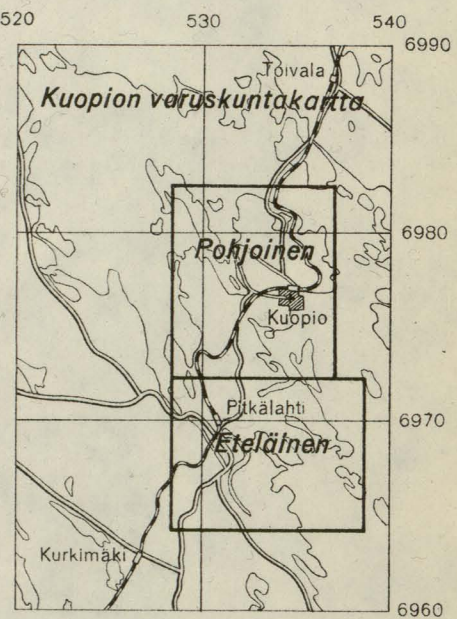 520 530 540
6990
Toivala
Kuopion varuskuntakartta
6980
Pohjoinen
Kuopio
Pitkälahti
6970
Eteläinen
Kurkimäki
6960